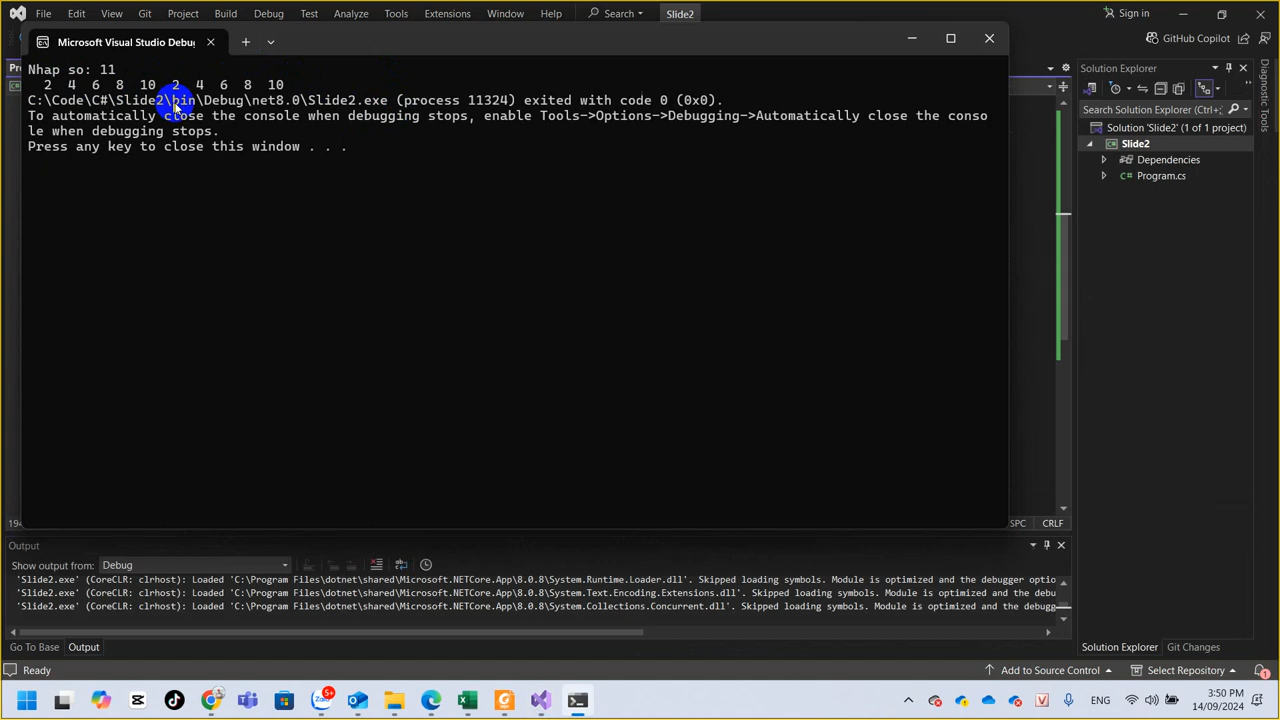 File Edit View Git Project Build Debug Test Analyze Tools Extensions Window Help Search Slide2 Sign in
GitHub Copilot
Microsoft Visual Studio Debug
Nhap so: 11
2 4 6 8 10 2 4 6 8 10
C:\Code\C#\Slide2\bin\Debug\net8.0\Slide2.exe (process 11324) exited with code 0 (0x0).
To automatically close the console when debugging stops, enable Tools->Options->Debugging->Automatically close the conso
le when debugging stops.
Press any key to close this window . . .
Solution Explorer
Search Solution Explorer (Ctrl+;
Solution 'Slide2' (1 of 1 project)
Slide2
Dependencies
Program.cs
Diagnostic Tools
SPC CRLF
Output
Show output from: Debug
'Slide2.exe' (CoreCLR: clrhost): Loaded 'C:\Program Files\dotnet\shared\Microsoft.NETCore.App\8.0.8\System.Runtime.Loader.dll'. Skipped loading symbols. Module is optimized and the debugger optio
'Slide2.exe' (CoreCLR: clrhost): Loaded 'C:\Program Files\dotnet\shared\Microsoft.NETCore.App\8.0.8\System.Text.Encoding.Extensions.dll'. Skipped loading symbols. Module is optimized and the debu
'Slide2.exe' (CoreCLR: clrhost): Loaded 'C:\Program Files\dotnet\shared\Microsoft.NETCore.App\8.0.8\System.Collections.Concurrent.dll'. Skipped loading symbols. Module is optimized and the debugg
Go To Base Output
Solution Explorer Git Changes
Ready Add to Source Control Select Repository 1
5+ ENG 3:50 PM
14/09/2024